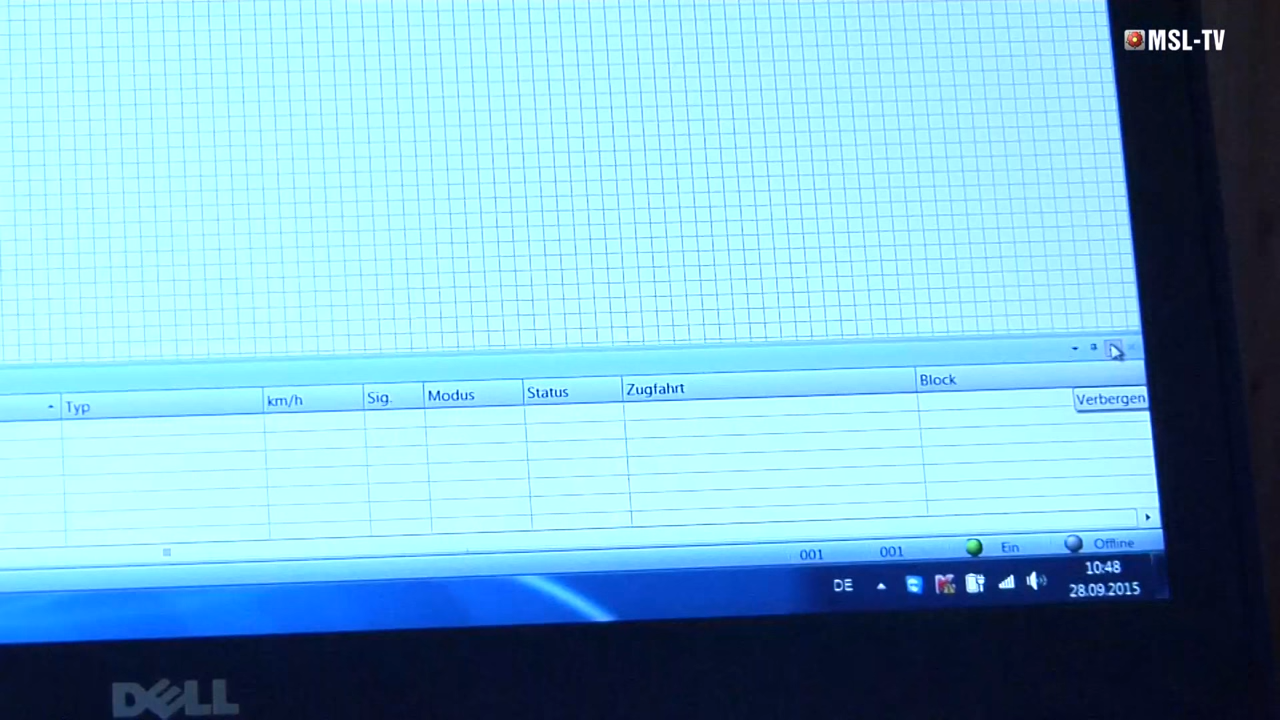 MSL-TV
Typ km/h Sig. Modus Status Zugfahrt Block
Verbergen
001 001 Ein Offline
DE 10:48
28.09.2015
DELL